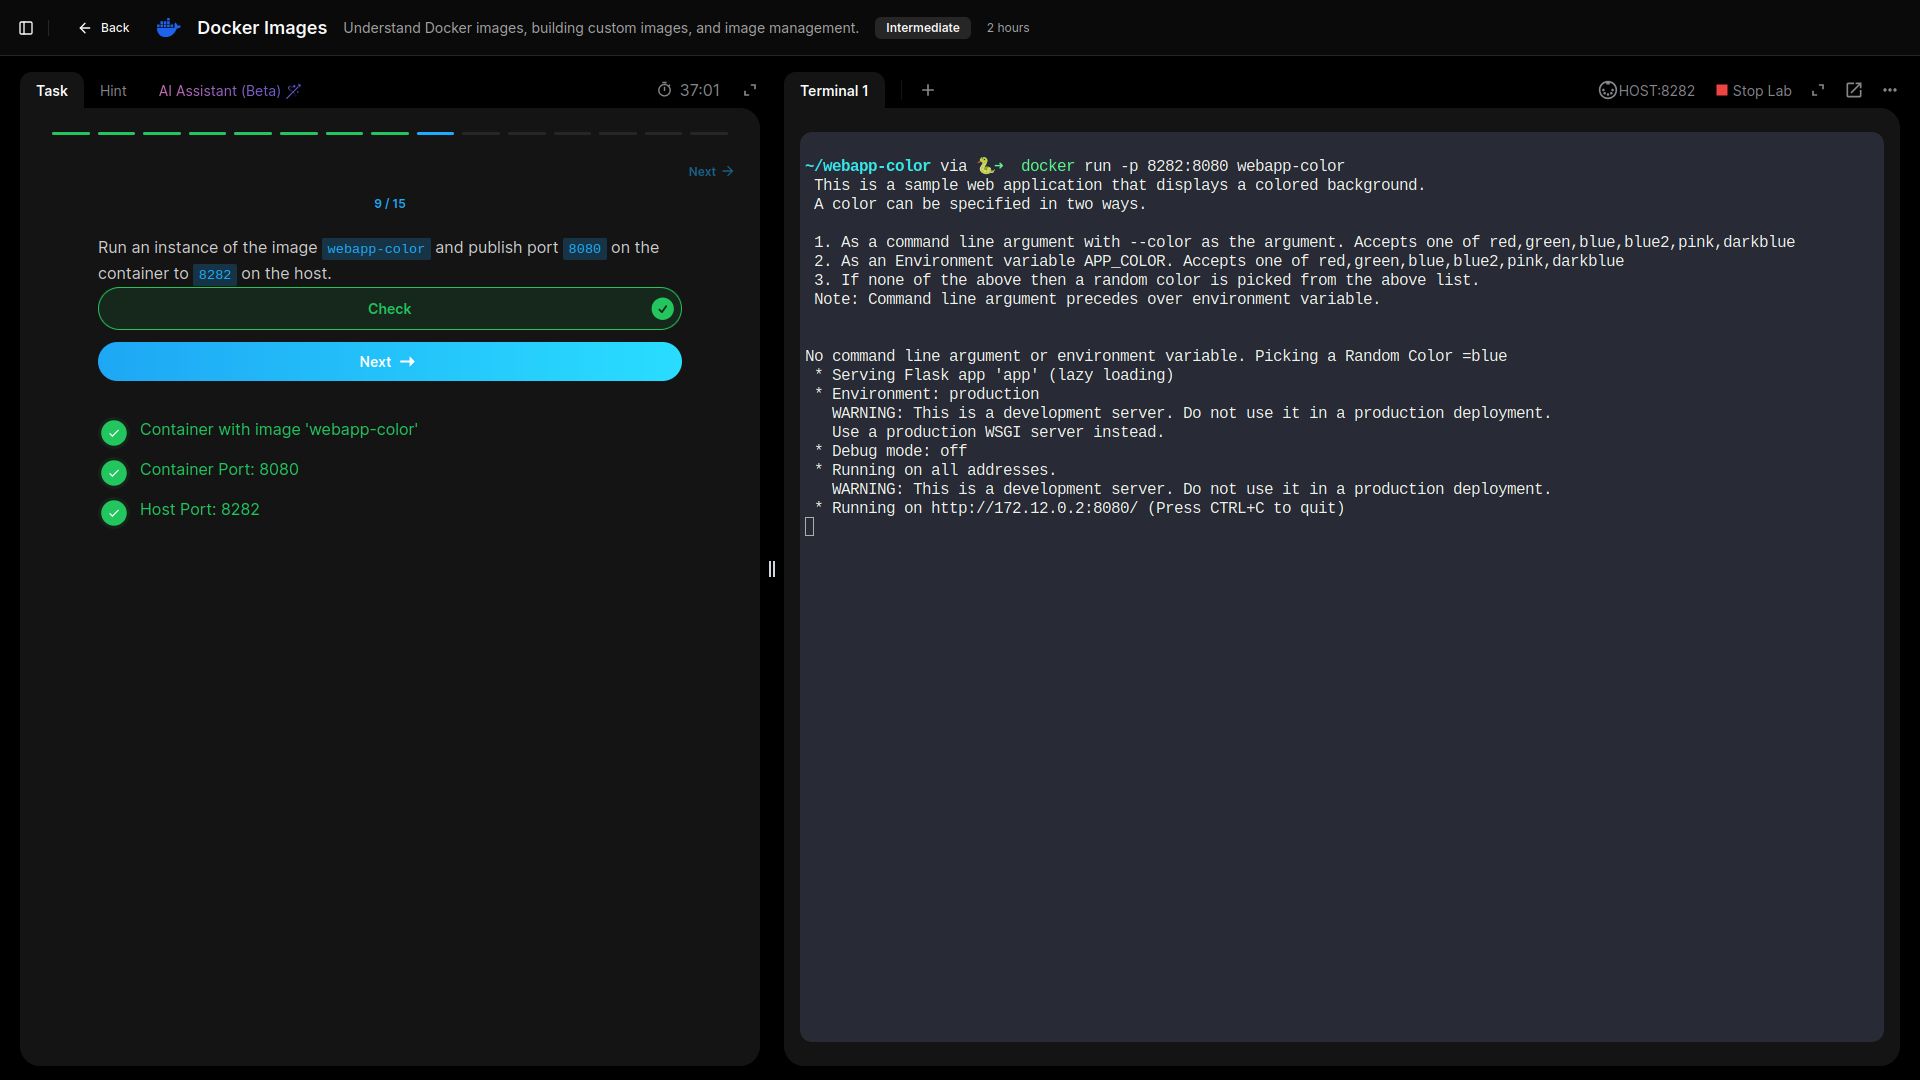 Back
Docker Images
Understand Docker images, building custom images, and image management.
Intermediate
2 hours
Task
Hint
AI Assistant (Beta)
37:01
Next
9 / 15
Run an instance of the image webapp-color and publish port 8080 on the
container to 8282 on the host.
Check
Next
Container with image 'webapp-color'
Container Port: 8080
Host Port: 8282
Terminal 1
HOST:8282
Stop Lab
~/webapp-color via docker run -p 8282:8080 webapp-color
This is a sample web application that displays a colored background.
A color can be specified in two ways.
1. As a command line argument with --color as the argument. Accepts one of red,green,blue,blue2,pink,darkblue
2. As an Environment variable APP_COLOR. Accepts one of red,green,blue,blue2,pink,darkblue
3. If none of the above then a random color is picked from the above list.
Note: Command line argument precedes over environment variable.
No command line argument or environment variable. Picking a Random Color =blue
* Serving Flask app 'app' (lazy loading)
* Environment: production
WARNING: This is a development server. Do not use it in a production deployment.
Use a production WSGI server instead.
* Debug mode: off
* Running on all addresses.
WARNING: This is a development server. Do not use it in a production deployment.
* Running on http://172.12.0.2:8080/ (Press CTRL+C to quit)